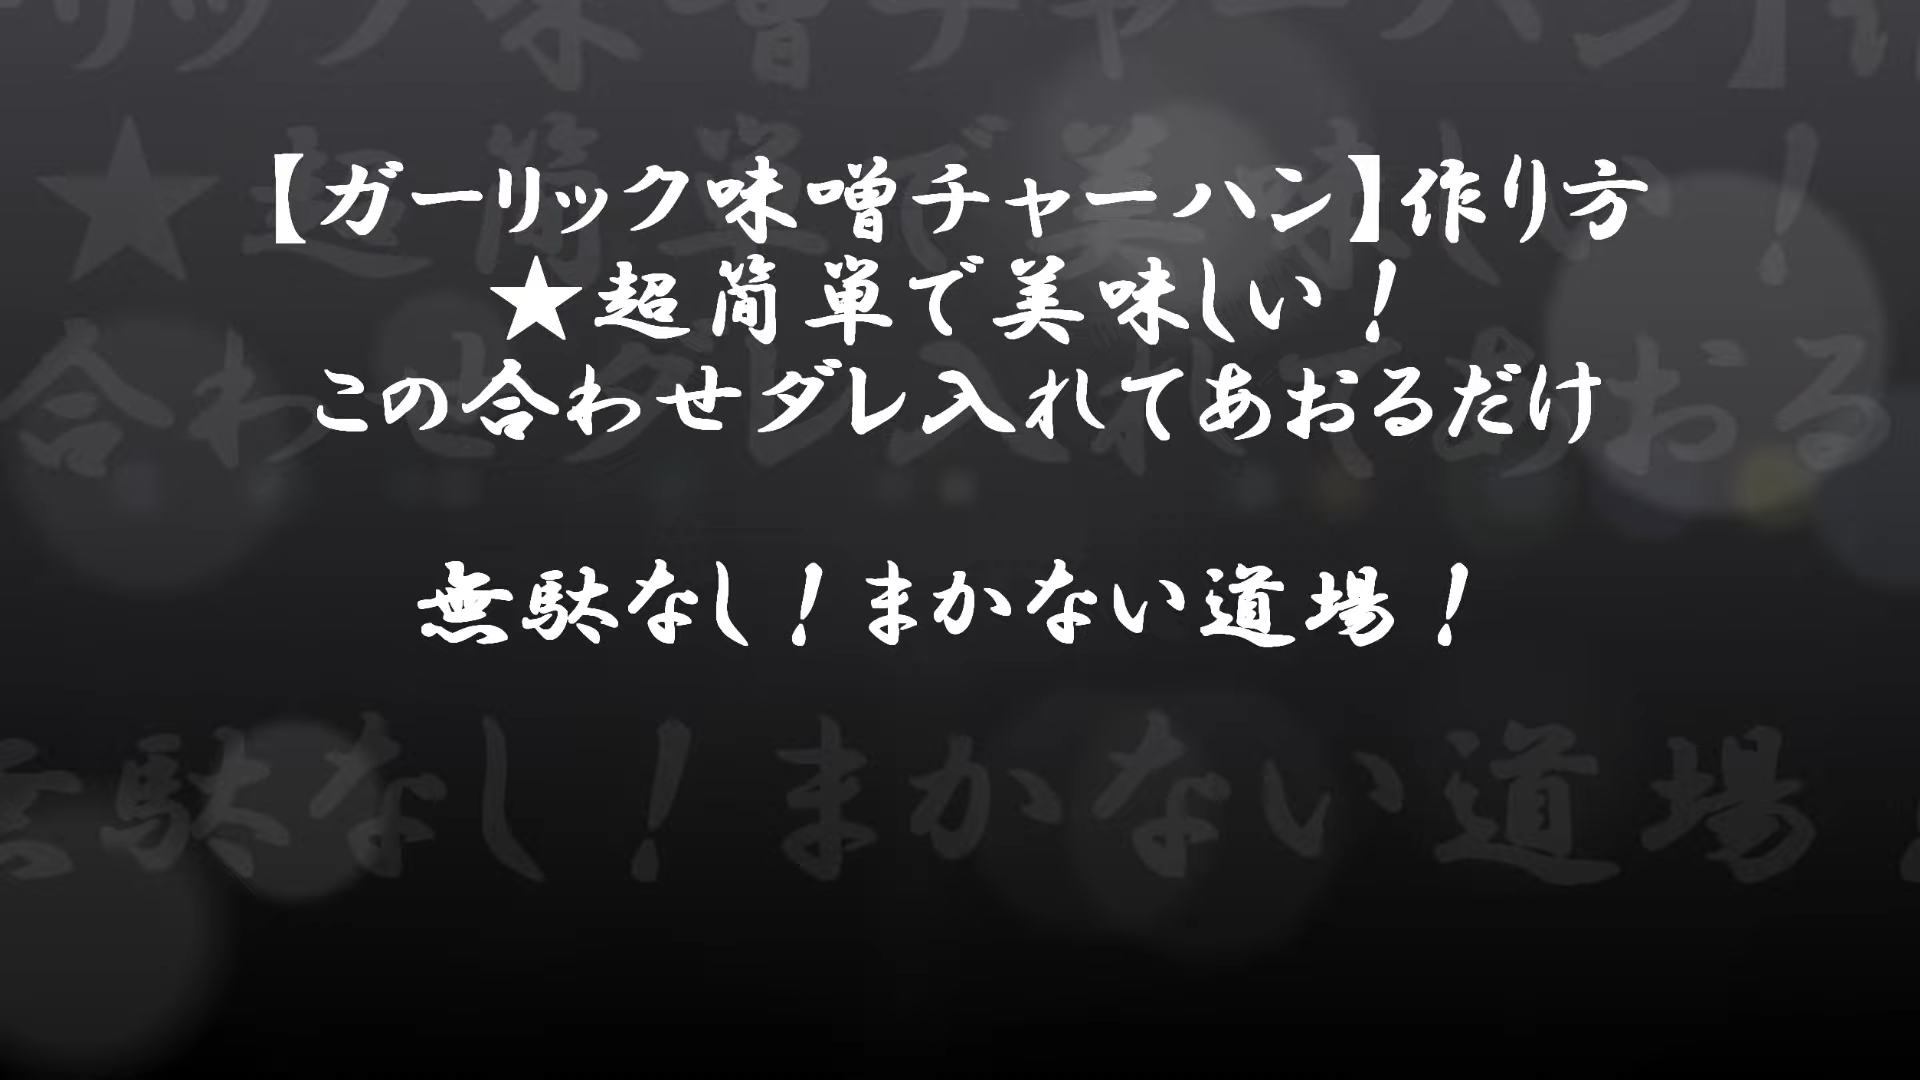 【ガーリック味噌チャーハン】作り方
★超簡単で美味しい！
この合わせダレ入れてあおるだけ
無駄なし！まかない道場！